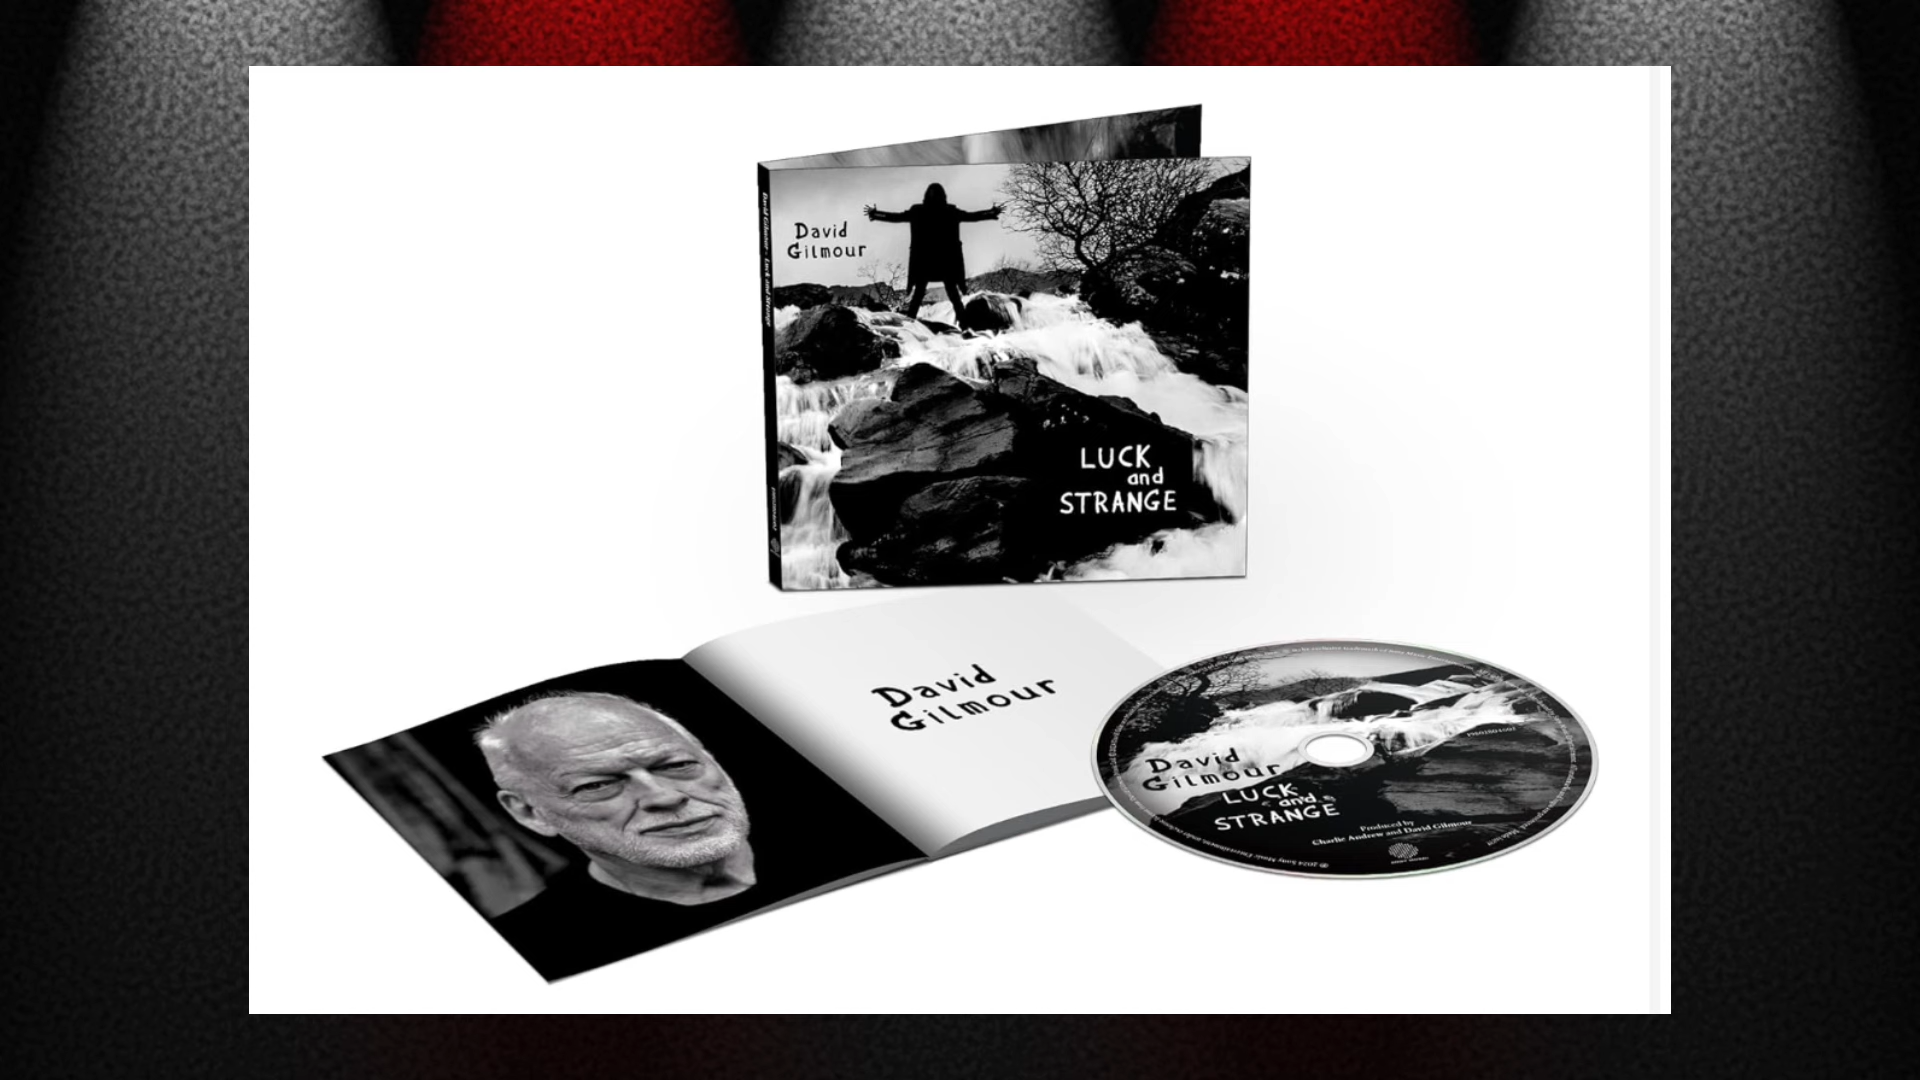 David
Gilmour
LUCK
and
STRANGE
David Gilmour - Luck and Strange
David
Gilmour
David
Gilmour
LUCK
and
STRANGE
Produced by
Charlie Andrew and David Gilmour